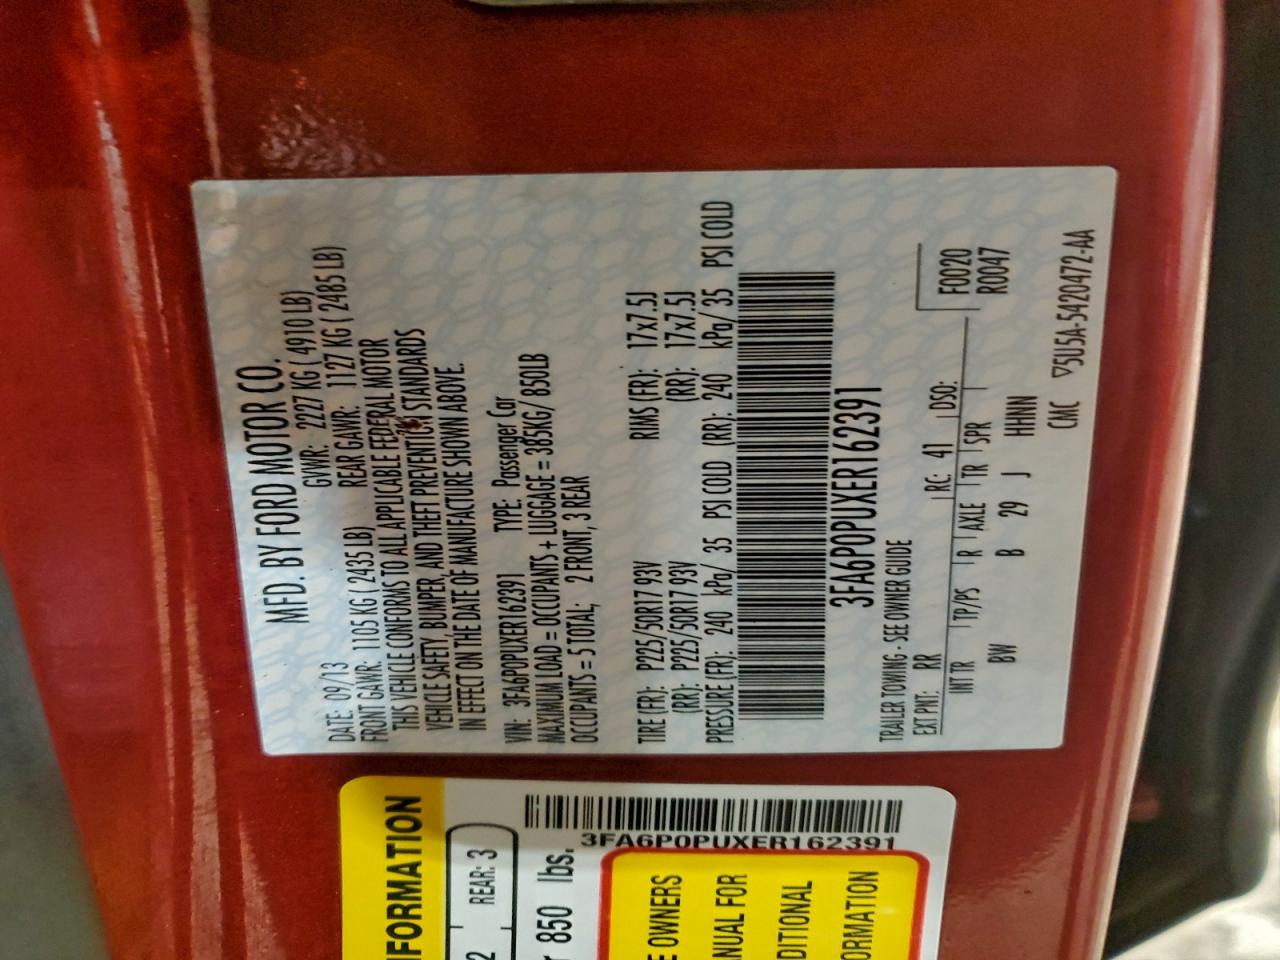 MFD. BY FORD MOTOR CO.
DATE: 09/13 GVWR: 2227 KG ( 4910 LB)
FRONT GAWR: 1105 KG ( 2435 LB) REAR GAWR: 1127 KG ( 2485 LB)
THIS VEHICLE CONFORMS TO ALL APPLICABLE FEDERAL MOTOR
VEHICLE SAFETY, BUMPER, AND THEFT PREVENTION STANDARDS
IN EFFECT ON THE DATE OF MANUFACTURE SHOWN ABOVE.
VIN: 3FA6P0PUXER162391 TYPE: Passenger Car
MAXIMUM LOAD = OCCUPANTS + LUGGAGE = 385KG/ 850LB
OCCUPANTS = 5 TOTAL; 2 FRONT, 3 REAR
TIRE (FR): P225/50R17 93V RIMS (FR): 17x7.5J
(RR): P225/50R17 93V (RR): 17x7.5J
PRESSURE (FR): 240 kPa/ 35 PSI COLD (RR): 240 kPa/ 35 PSI COLD
3FA6P0PUXER162391
TRAILER TOWING - SEE OWNER GUIDE
EXT PNT: RR RC: 41 DSO: F0020
INT TR TP/PS R AXLE TR SPR R0047
BW B 29 J HHNN
CMC ▽5U5A-5420472-AA
FORMATION
2 REAR: 3
850 lbs.
3FA6P0PUXER162391
OWNERS
NUAL FOR
DITIONAL
ORMATION